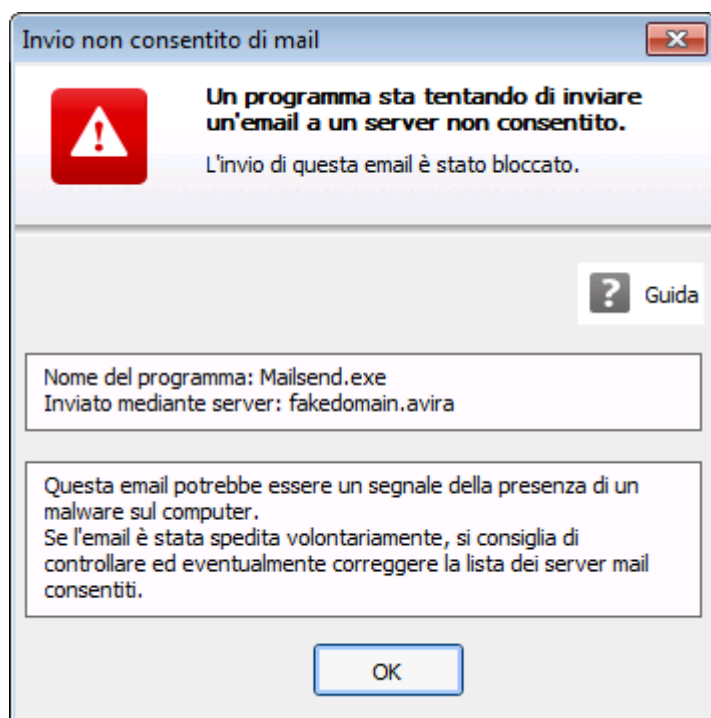 Invio non consentito di mail
Un programma sta tentando di inviare
un'email a un server non consentito.
L'invio di questa email è stato bloccato.
? Guida
Nome del programma: Mailsend.exe
Inviato mediante server: fakedomain.avira
Questa email potrebbe essere un segnale della presenza di un
malware sul computer.
Se l'email è stata spedita volontariamente, si consiglia di
controllare ed eventualmente correggere la lista dei server mail
consentiti.
OK